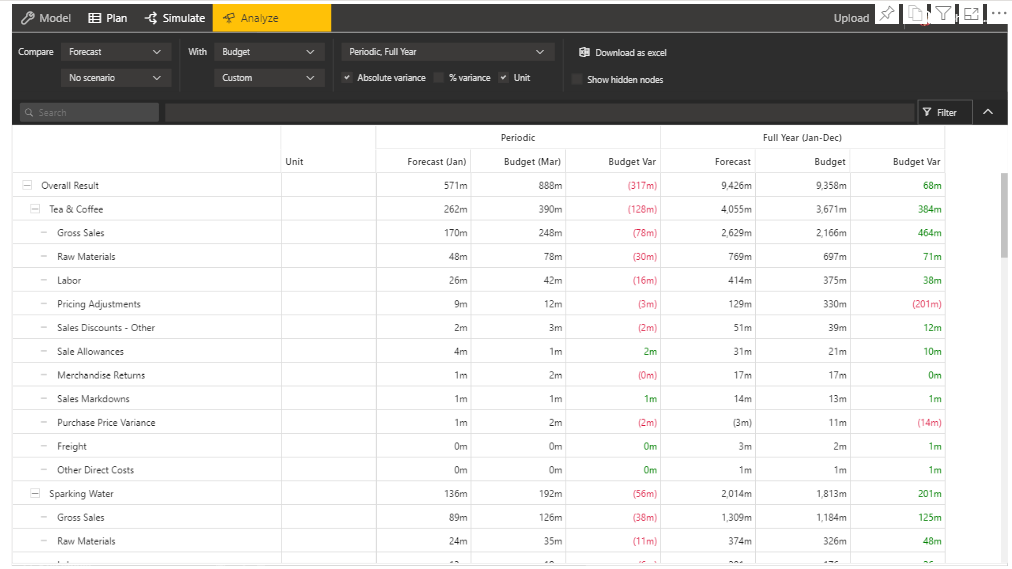 Model Plan Simulate Analyze Upload
Compare Forecast With Budget Periodic, Full Year Download as excel
No scenario Custom Absolute variance % variance Unit Show hidden nodes
Search Filter
Periodic Full Year (Jan-Dec)
Unit Forecast (Jan) Budget (Mar) Budget Var Forecast Budget Budget Var
Overall Result 571m 888m (317m) 9,426m 9,358m 68m
Tea & Coffee 262m 390m (128m) 4,055m 3,671m 384m
Gross Sales 170m 248m (78m) 2,629m 2,166m 464m
Raw Materials 48m 78m (30m) 769m 697m 71m
Labor 26m 42m (16m) 414m 375m 38m
Pricing Adjustments 9m 12m (3m) 129m 330m (201m)
Sales Discounts - Other 2m 3m (2m) 51m 39m 12m
Sale Allowances 4m 1m 2m 31m 21m 10m
Merchandise Returns 1m 2m (0m) 17m 17m 0m
Sales Markdowns 1m 1m 1m 14m 13m 1m
Purchase Price Variance 1m 2m (2m) (3m) 11m (14m)
Freight 0m 0m 0m 3m 2m 1m
Other Direct Costs 0m 0m 0m 1m 1m 1m
Sparking Water 136m 192m (56m) 2,014m 1,813m 201m
Gross Sales 89m 126m (38m) 1,309m 1,184m 125m
Raw Materials 24m 35m (11m) 374m 326m 48m